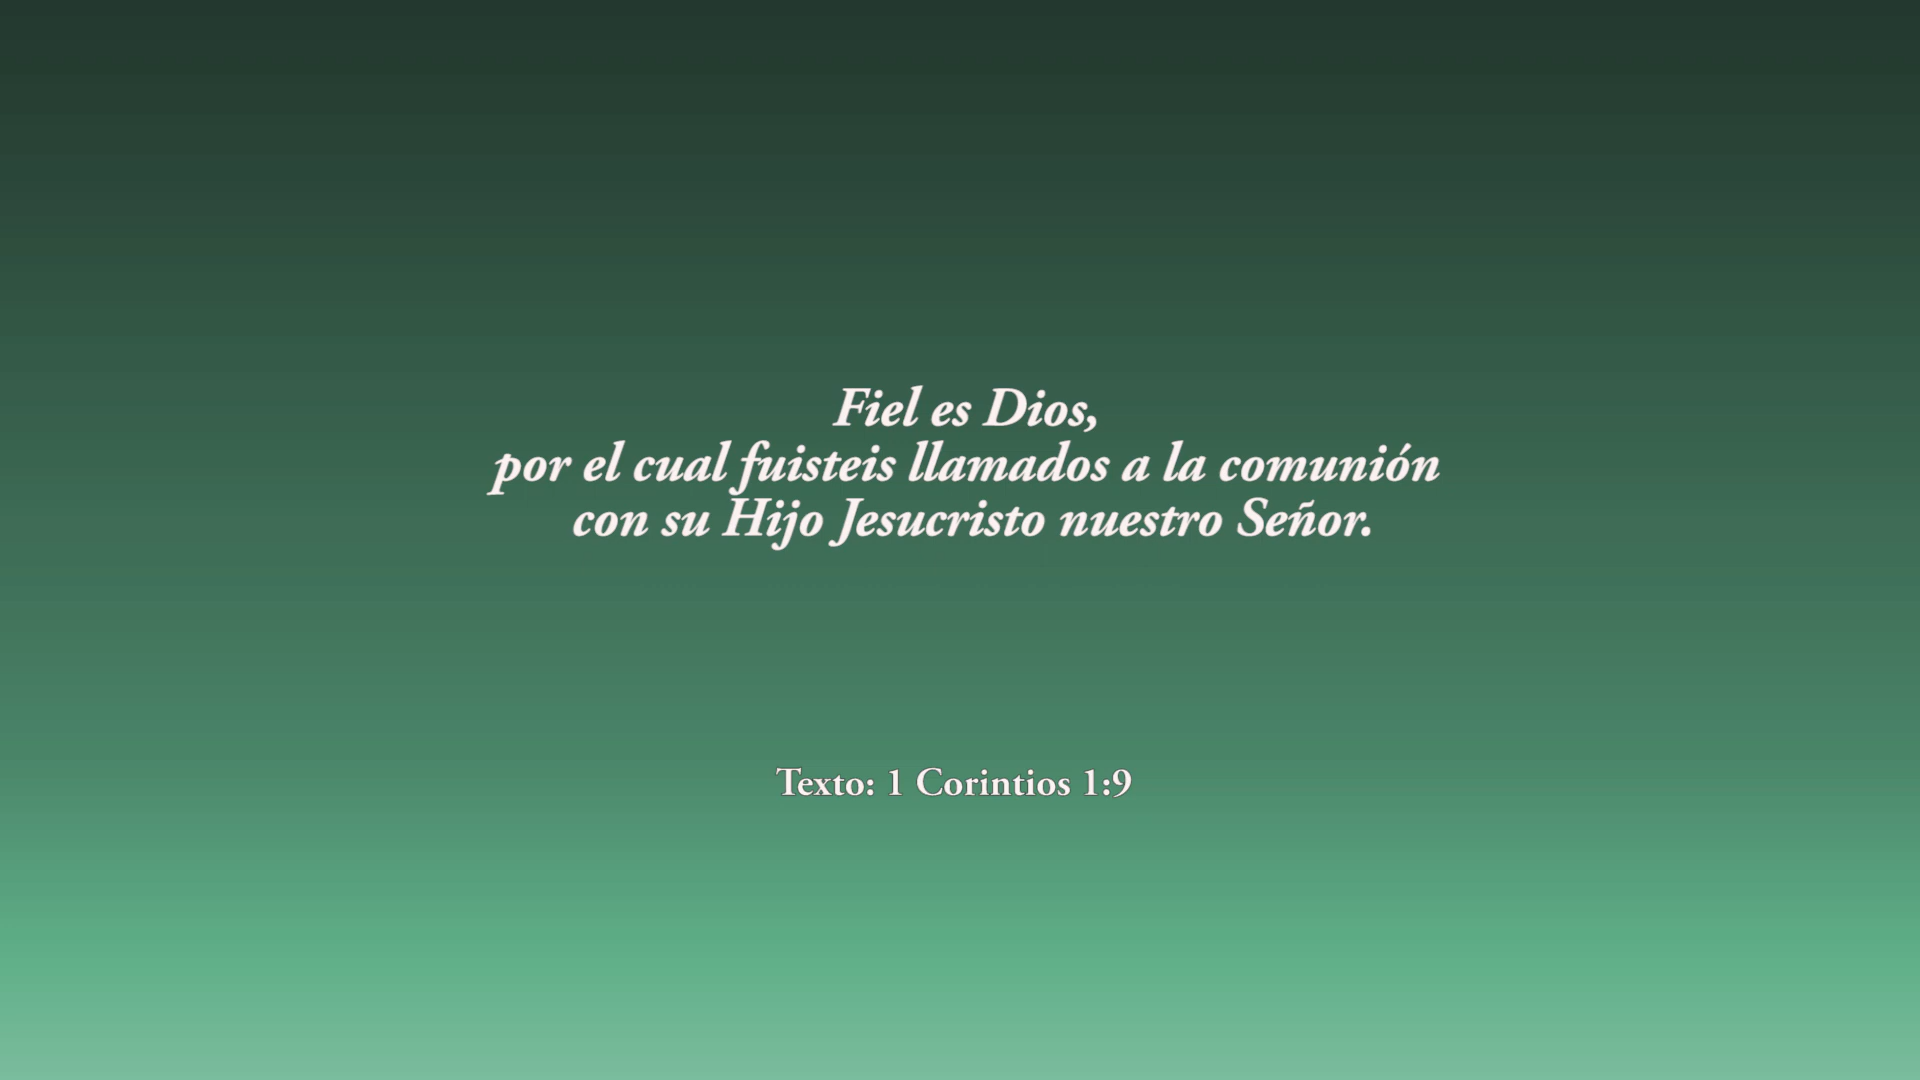 Fiel es Dios,
por el cual fuisteis llamados a la comunión
con su Hijo Jesucristo nuestro Señor.
Texto: 1 Corintios 1:9